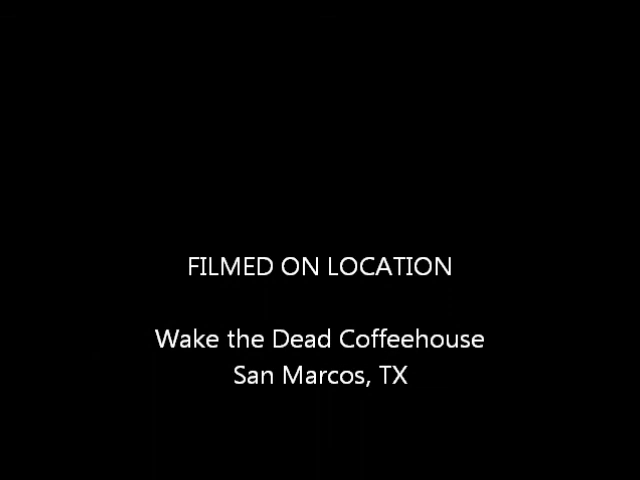 FILMED ON LOCATION
Wake the Dead Coffeehouse
San Marcos, TX